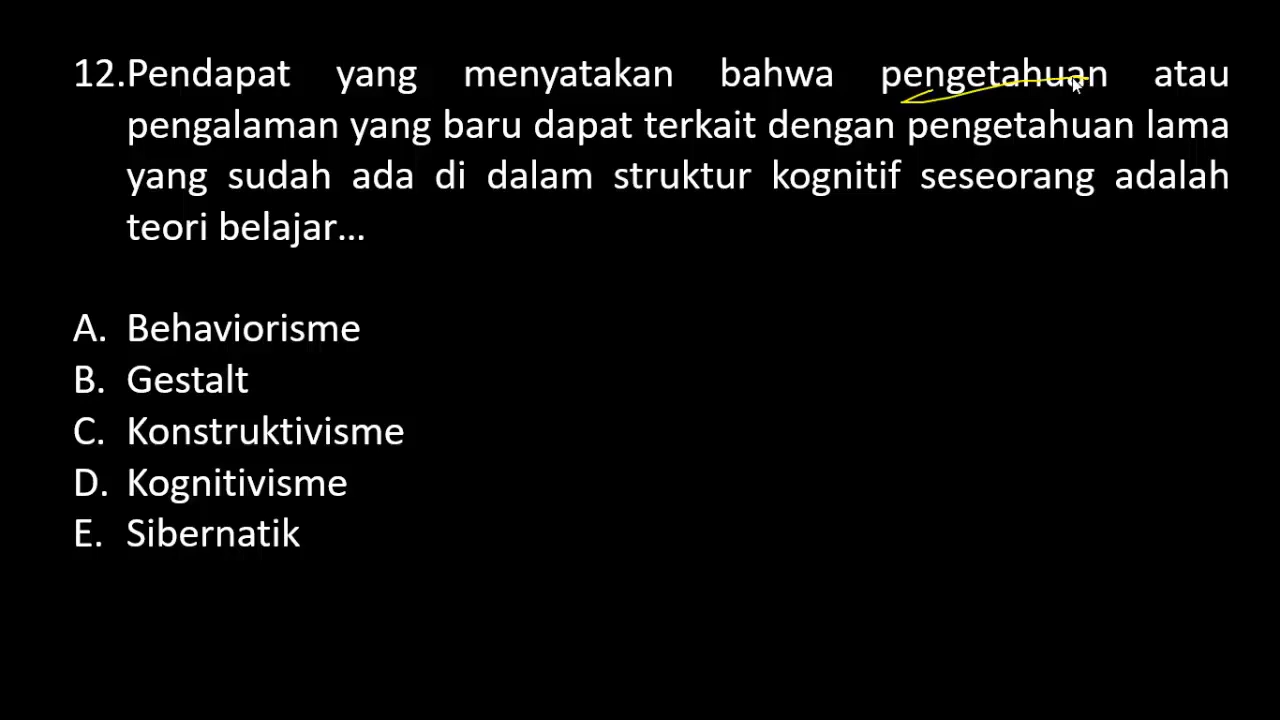 12.Pendapat yang menyatakan bahwa pengetahuan atau
pengalaman yang baru dapat terkait dengan pengetahuan lama
yang sudah ada di dalam struktur kognitif seseorang adalah
teori belajar...
A. Behaviorisme
B. Gestalt
C. Konstruktivisme
D. Kognitivisme
E. Sibernatik